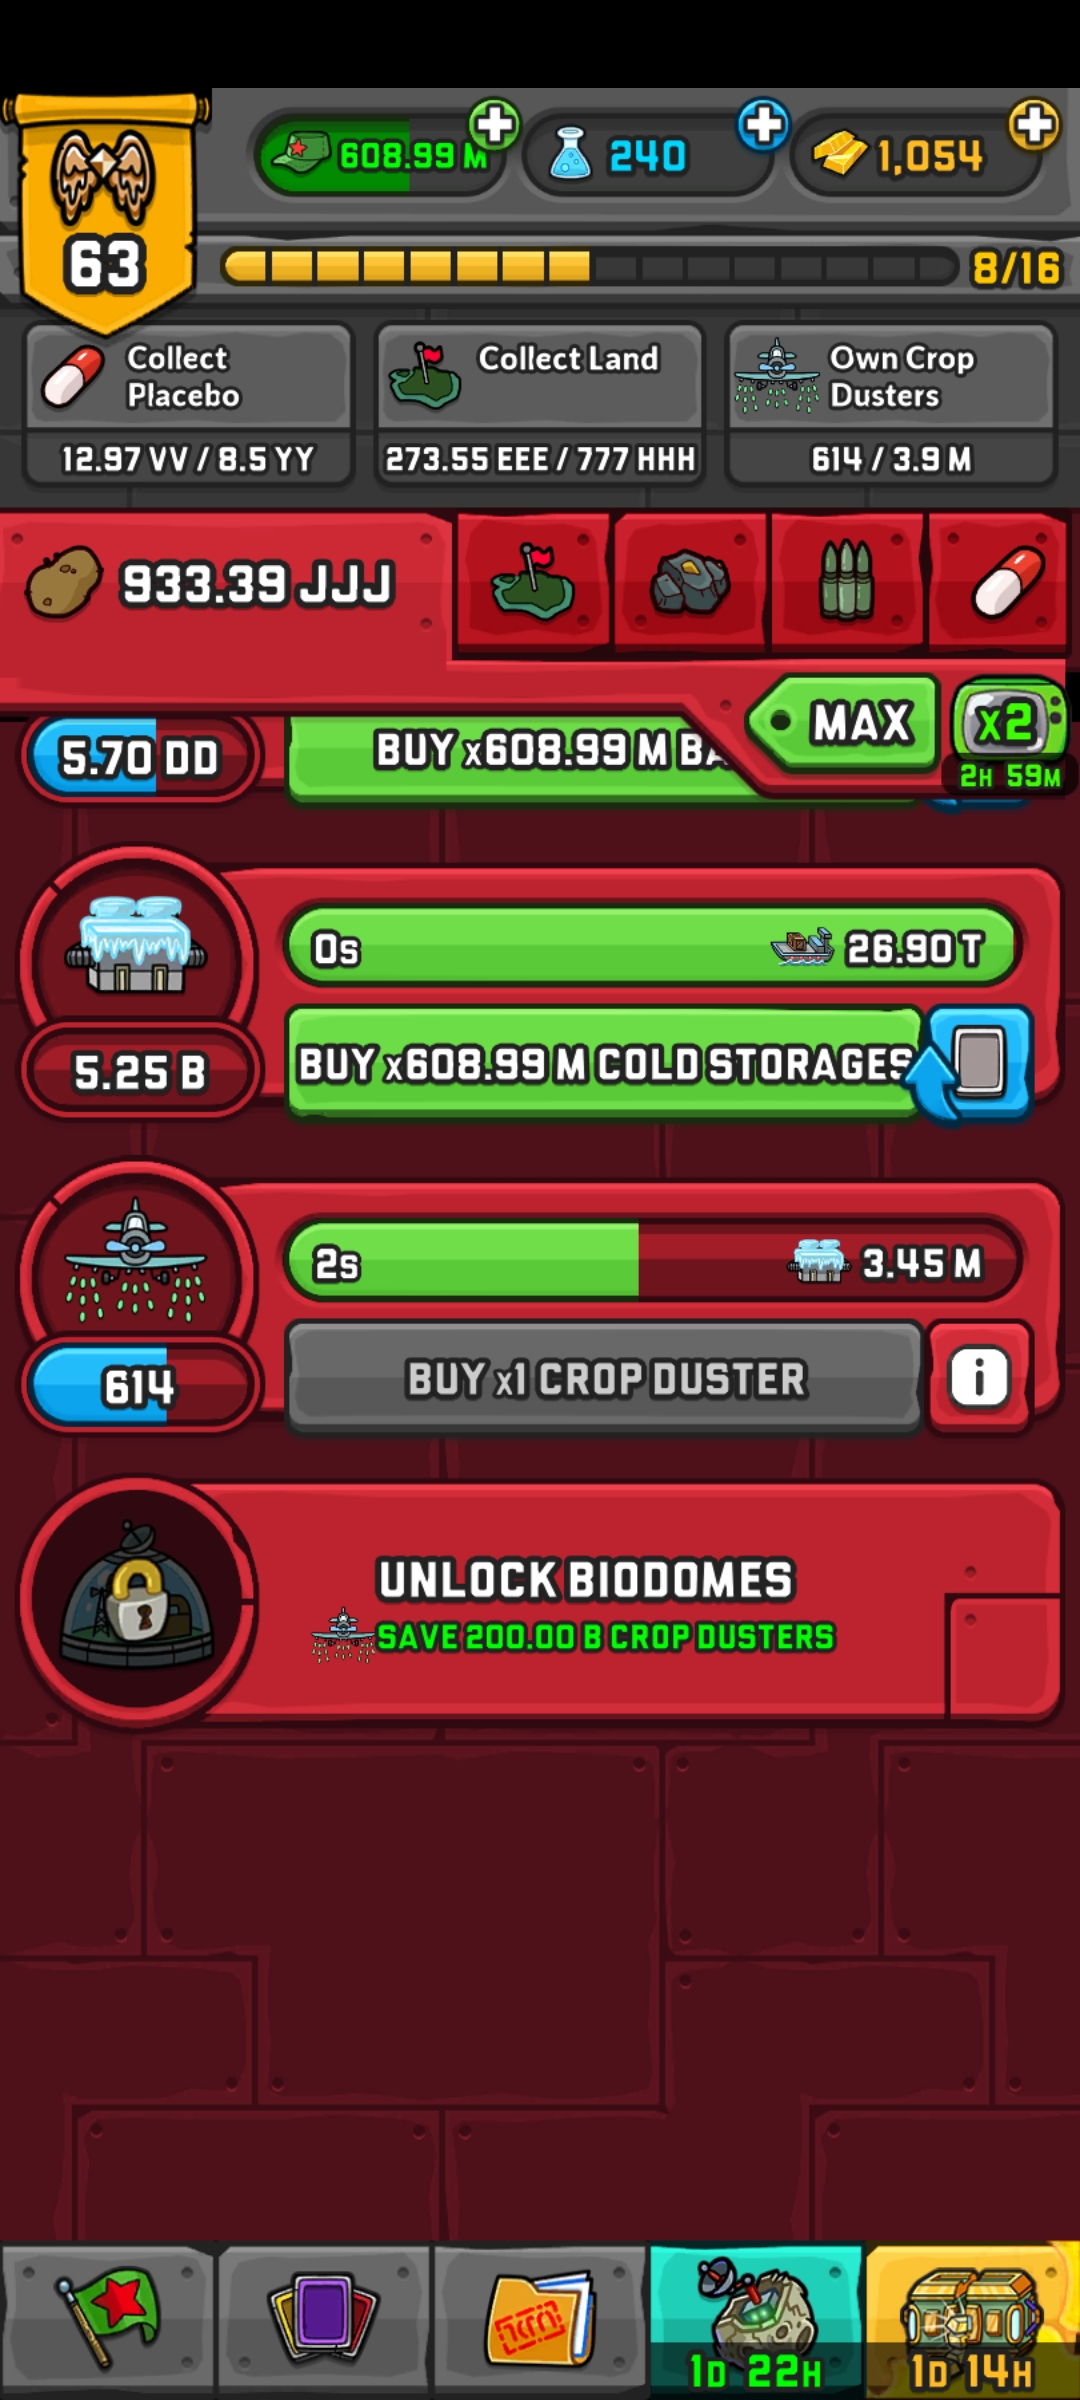 63
608.99 M
240
1,054
8/16
Collect
Placebo
12.97 VV / 8.5 YY
Collect Land
273.55 EEE / 777 HHH
Own Crop
Dusters
614 / 3.9 M
933.39 JJJ
MAX
X2
2H 59M
5.70 DD
BUY x608.99 M BA
0s
26.90 T
5.25 B
BUY x608.99 M COLD STORAGES
2s
3.45 M
614
BUY x1 CROP DUSTER
i
UNLOCK BIODOMES
SAVE 200.00 B CROP DUSTERS
1D 22H
1D 14H